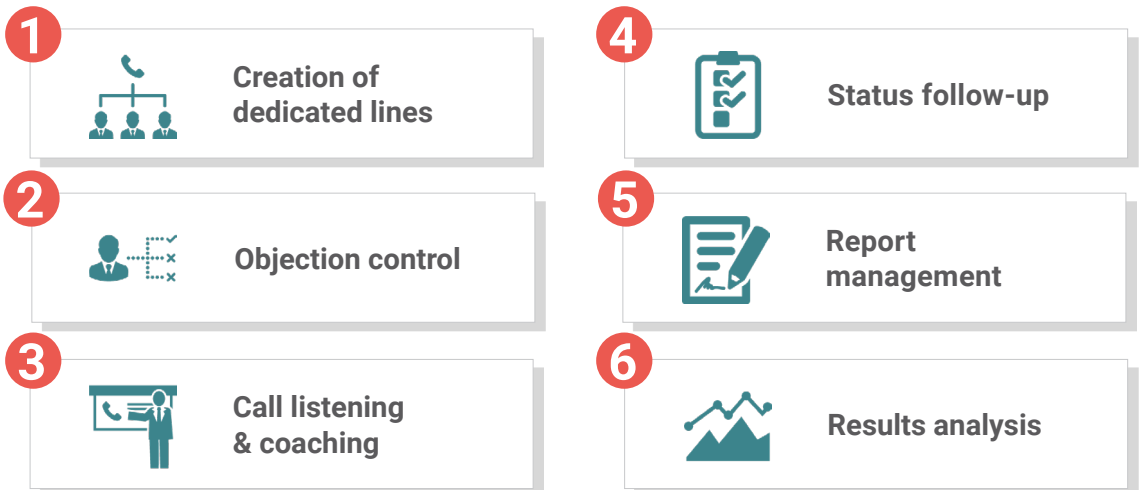 1
Creation of
dedicated lines
2
Objection control
3
Call listening
& coaching
4
Status follow-up
5
Report
management
6
Results analysis